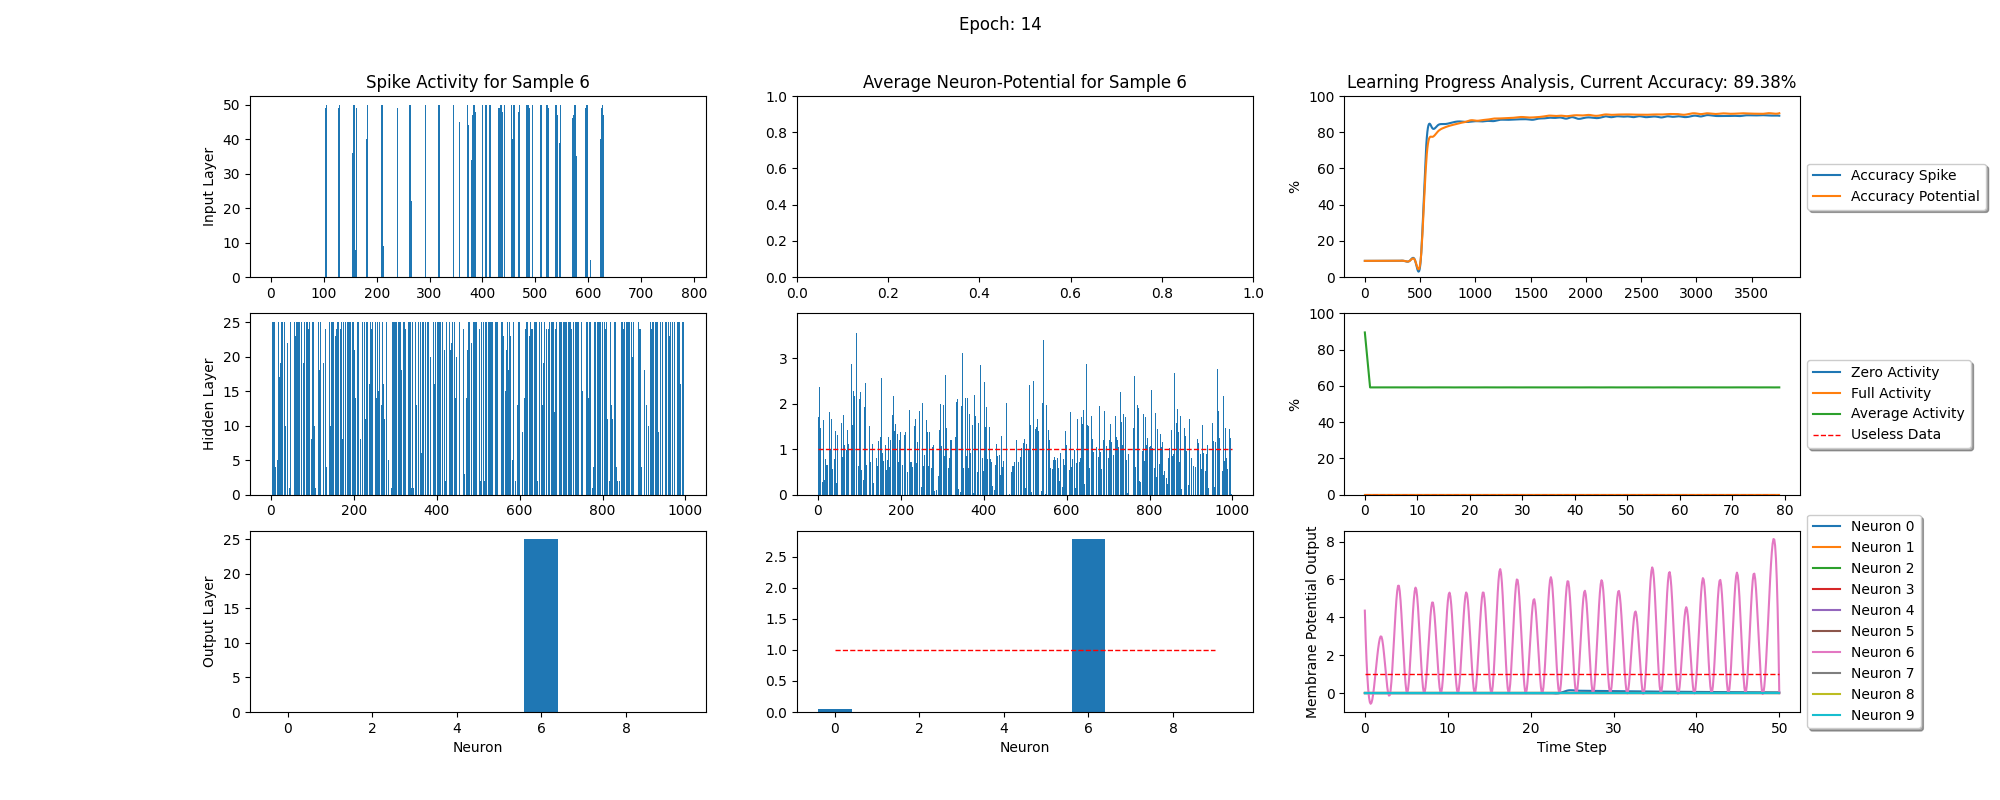 Epoch: 14
Spike Activity for Sample 6
Average Neuron-Potential for Sample 6
Learning Progress Analysis, Current Accuracy: 89.38%
Input Layer
50
40
30
20
10
0
0 100 200 300 400 500 600 700 800
1.0
0.8
0.6
0.4
0.2
0.0
0.0 0.2 0.4 0.6 0.8 1.0
%
100
80
60
40
20
0
0 500 1000 1500 2000 2500 3000 3500
Accuracy Spike
Accuracy Potential
Hidden Layer
25
20
15
10
5
0
0 200 400 600 800 1000
3
2
1
0
0 200 400 600 800 1000
%
100
80
60
40
20
0
0 10 20 30 40 50 60 70 80
Zero Activity
Full Activity
Average Activity
Useless Data
Output Layer
25
20
15
10
5
0
0 2 4 6 8
Neuron
2.5
2.0
1.5
1.0
0.5
0.0
0 2 4 6 8
Neuron
Membrane Potential Output
8
6
4
2
0
0 10 20 30 40 50
Time Step
Neuron 0
Neuron 1
Neuron 2
Neuron 3
Neuron 4
Neuron 5
Neuron 6
Neuron 7
Neuron 8
Neuron 9